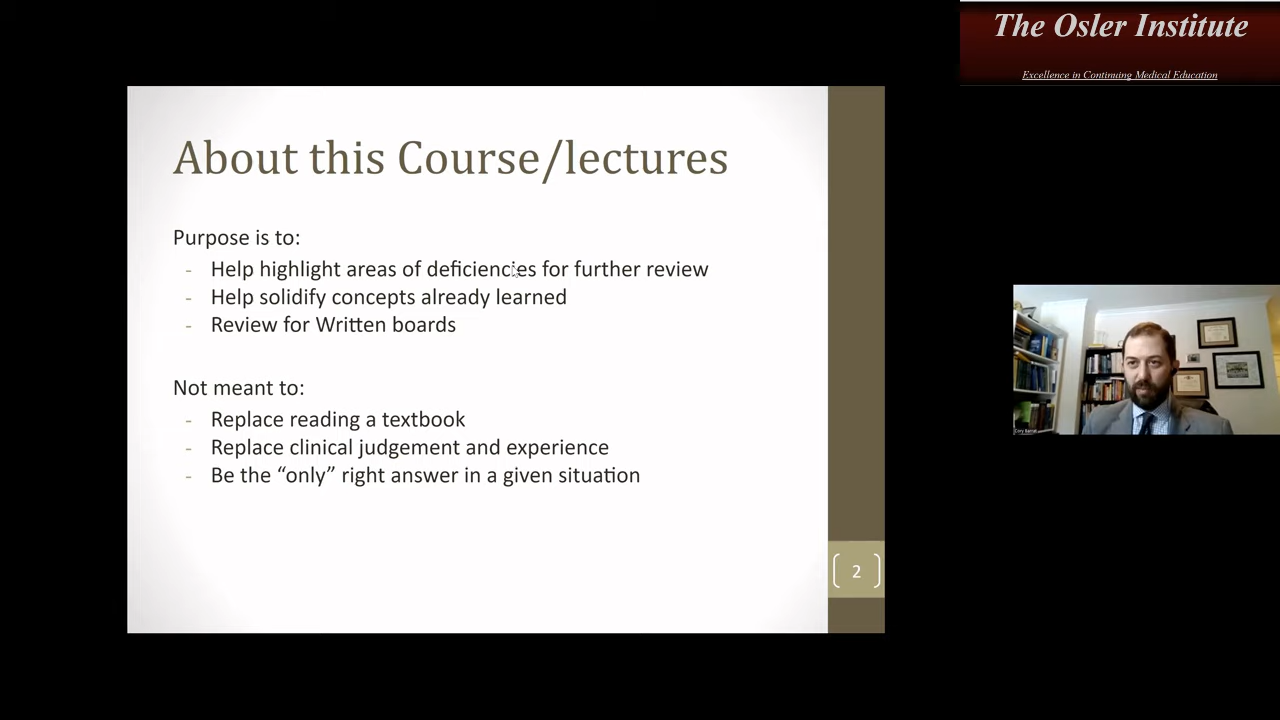 The Osler Institute
Excellence in Continuing Medical Education
About this Course/lectures
Purpose is to:
- Help highlight areas of deficiencies for further review
- Help solidify concepts already learned
- Review for Written boards
Not meant to:
- Replace reading a textbook
- Replace clinical judgement and experience
- Be the “only” right answer in a given situation
2